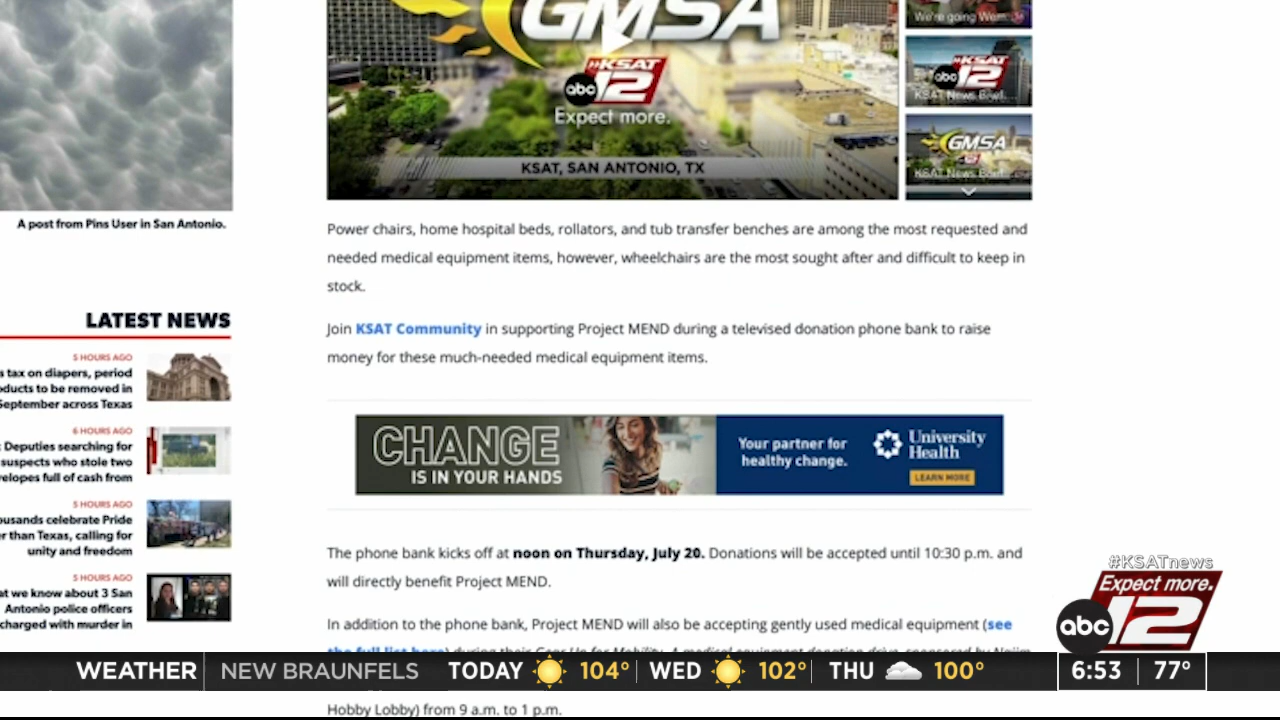 GMSA
KSAT
abc 12
Expect more.
KSAT, SAN ANTONIO, TX
We're going
abc KSAT 12
KSAT News Brief
GMSA
KSAT News Brief
A post from Pins User in San Antonio.
LATEST NEWS
5 HOURS AGO
s tax on diapers, period
oducts to be removed in
September across Texas
6 HOURS AGO
: Deputies searching for
suspects who stole two
velopes full of cash from
5 HOURS AGO
ousands celebrate Pride
er than Texas, calling for
unity and freedom
5 HOURS AGO
at we know about 3 San
Antonio police officers
charged with murder in
Power chairs, home hospital beds, rollators, and tub transfer benches are among the most requested and
needed medical equipment items, however, wheelchairs are the most sought after and difficult to keep in
stock.
Join KSAT Community in supporting Project MEND during a televised donation phone bank to raise
money for these much-needed medical equipment items.
CHANGE
IS IN YOUR HANDS
Your partner for
healthy change.
University
Health
LEARN MORE
The phone bank kicks off at noon on Thursday, July 20. Donations will be accepted until 10:30 p.m. and
will directly benefit Project MEND.
In addition to the phone bank, Project MEND will also be accepting gently used medical equipment (see
Hobby Lobby) from 9 a.m. to 1 p.m.
#KSATnews
Expect more.
abc 12
WEATHER NEW BRAUNFELS TODAY 104° WED 102° THU 100° 6:53 77°